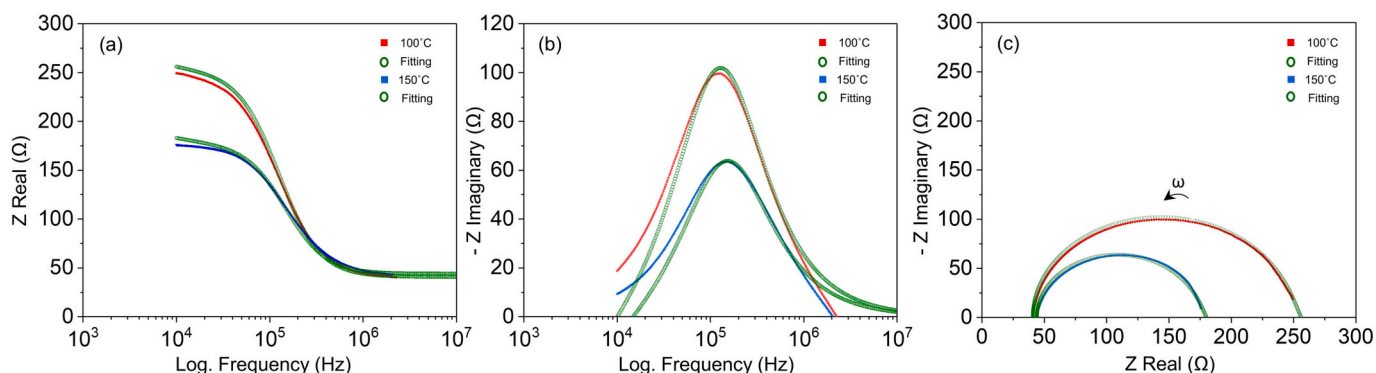 (a)
300
250
200
150
100
50
0
Z Real (Ω)
100°C
Fitting
150°C
Fitting
10³ 10⁴ 10⁵ 10⁶ 10⁷
Log. Frequency (Hz)
(b)
120
100
80
60
40
20
0
- Z Imaginary (Ω)
100°C
Fitting
150°C
Fitting
10³ 10⁴ 10⁵ 10⁶ 10⁷
Log. Frequency (Hz)
(c)
300
250
200
150
100
50
0
- Z Imaginary (Ω)
100°C
Fitting
150°C
Fitting
ω
0 50 100 150 200 250 300
Z Real (Ω)